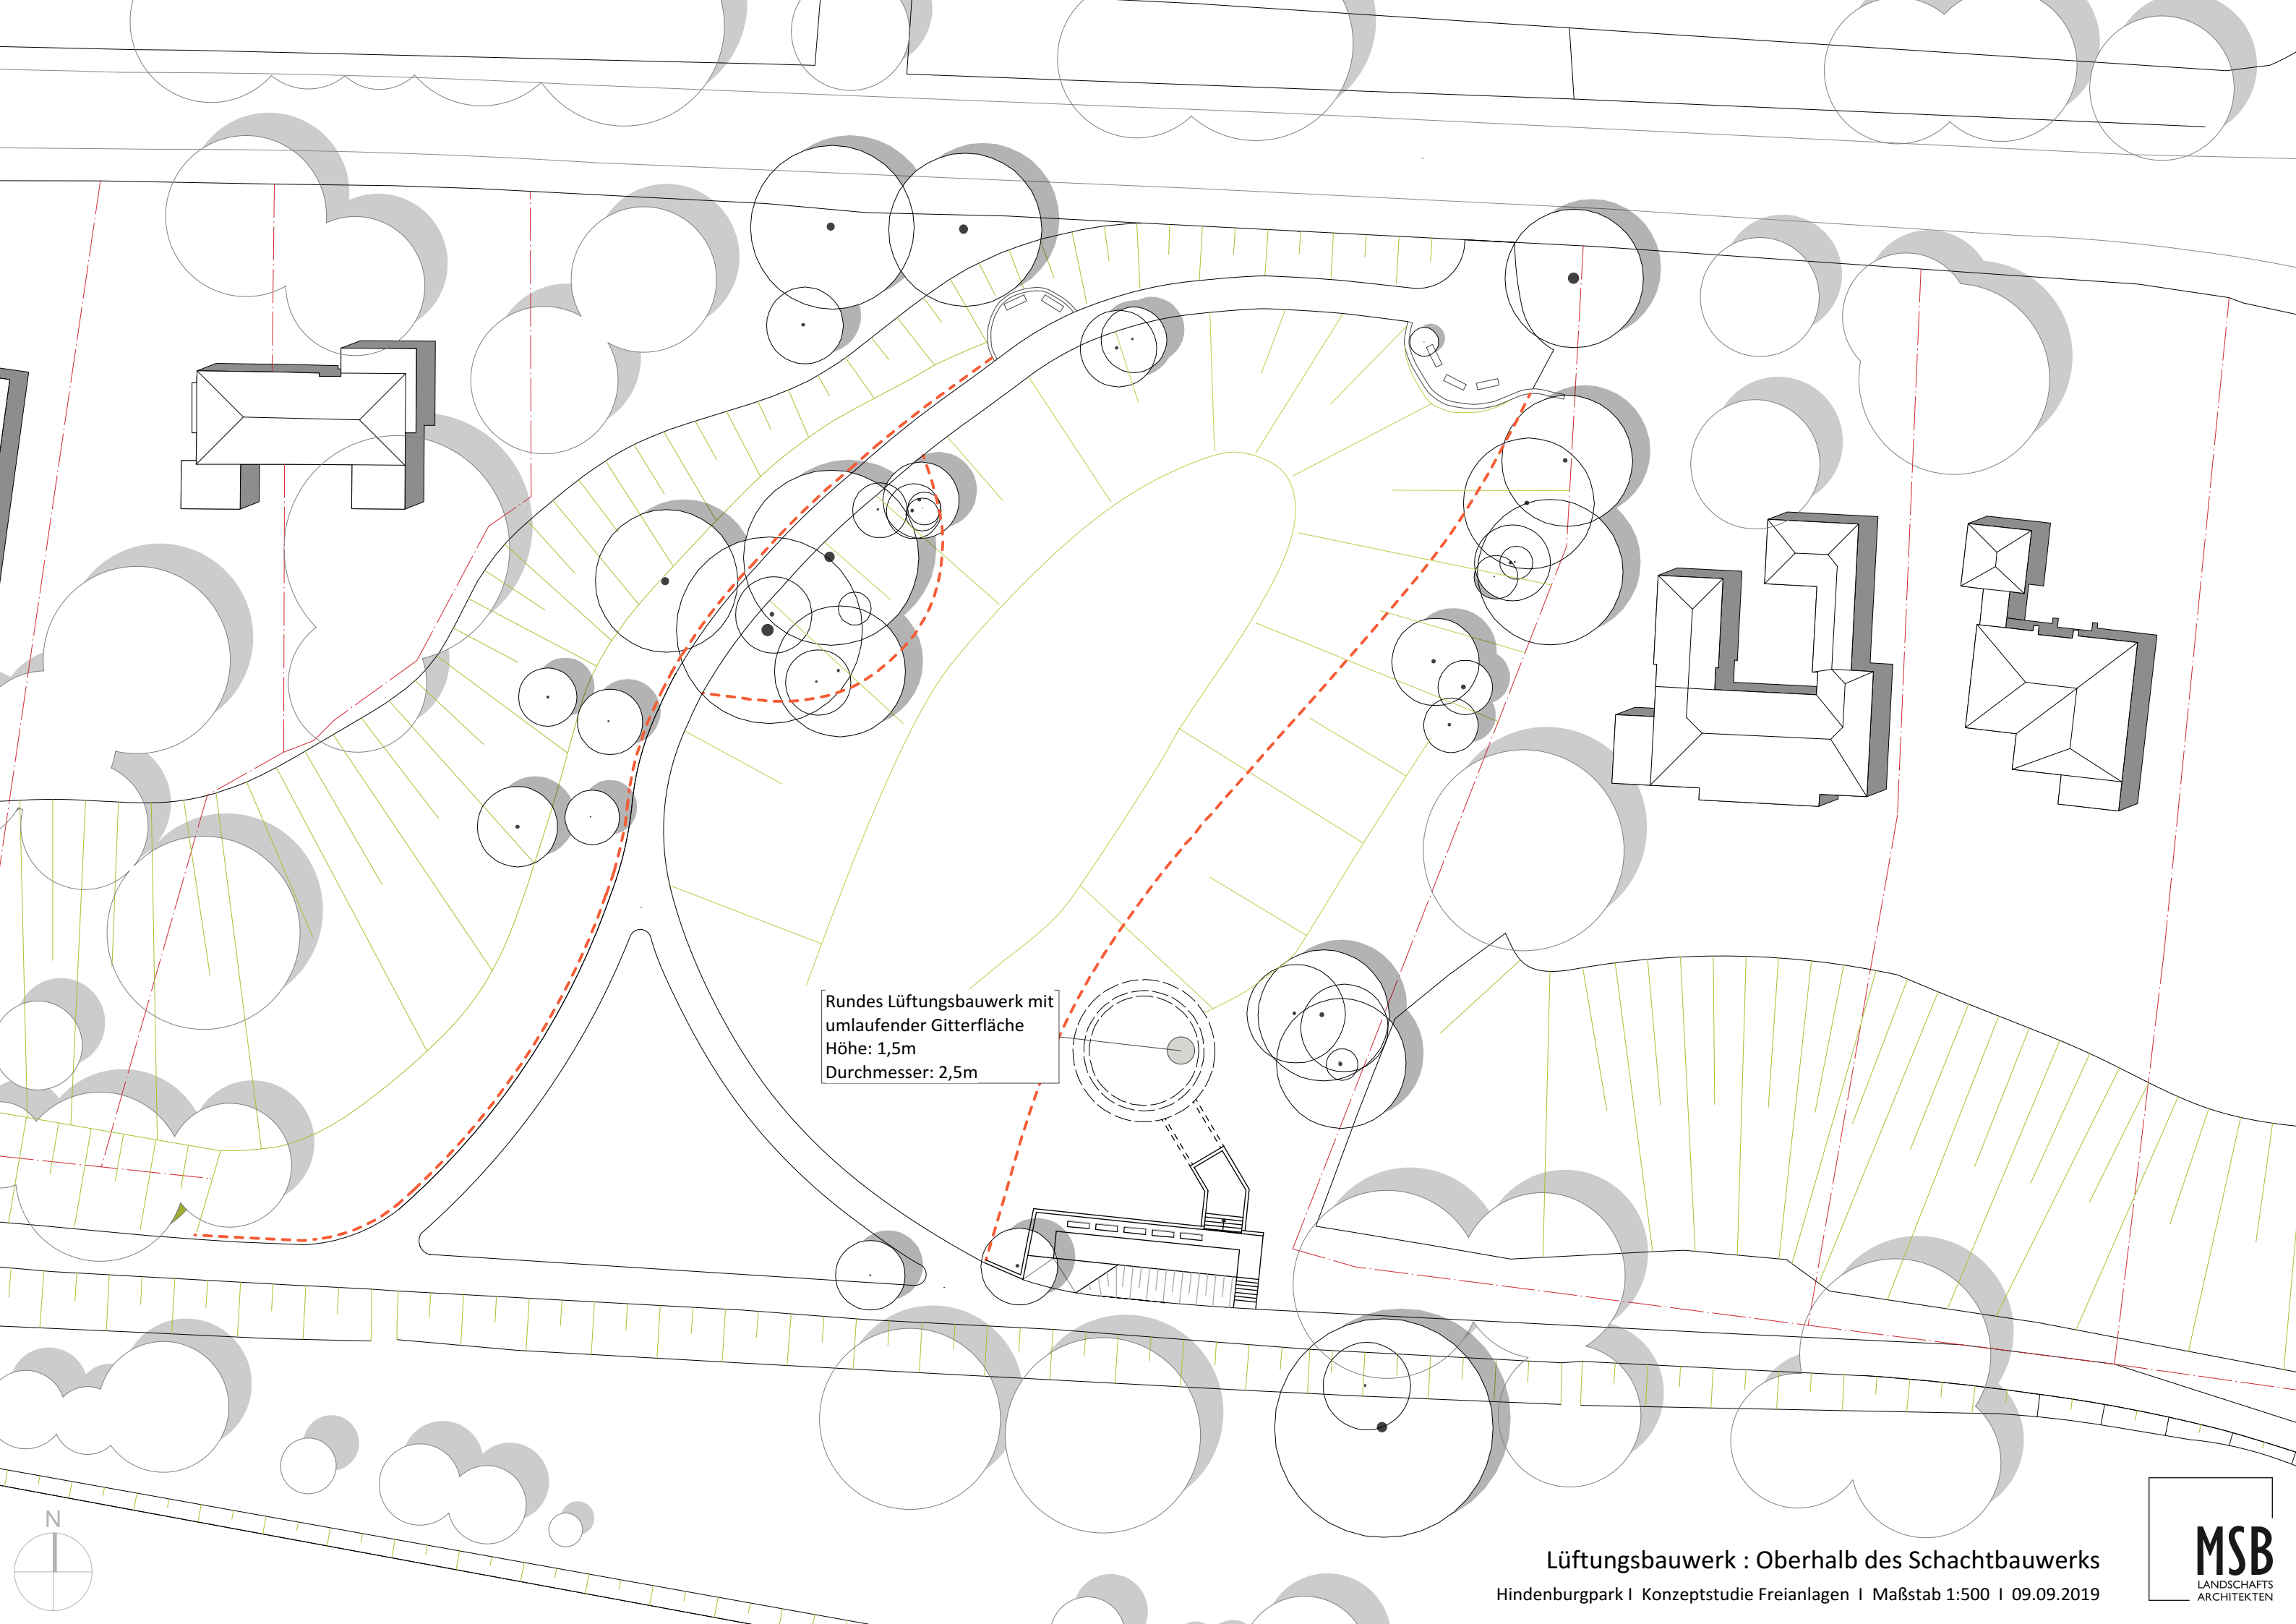 Rundes Lüftungsbauwerk mit
umlaufender Gitterfläche
Höhe: 1,5m
Durchmesser: 2,5m
N
Lüftungsbauwerk : Oberhalb des Schachtbauwerks
Hindenburgpark I Konzeptstudie Freianlagen I Maßstab 1:500 I 09.09.2019
MSB
LANDSCHAFTS
ARCHITEKTEN